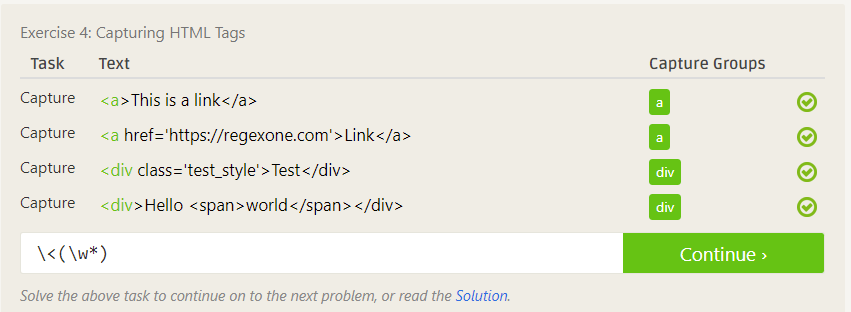 Exercise 4: Capturing HTML Tags
Task Text Capture Groups
Capture <a>This is a link</a> a
Capture <a href='https://regexone.com'>Link</a> a
Capture <div class='test_style'>Test</div> div
Capture <div>Hello <span>world</span></div> div
\<(\w*) Continue ›
Solve the above task to continue on to the next problem, or read the Solution.